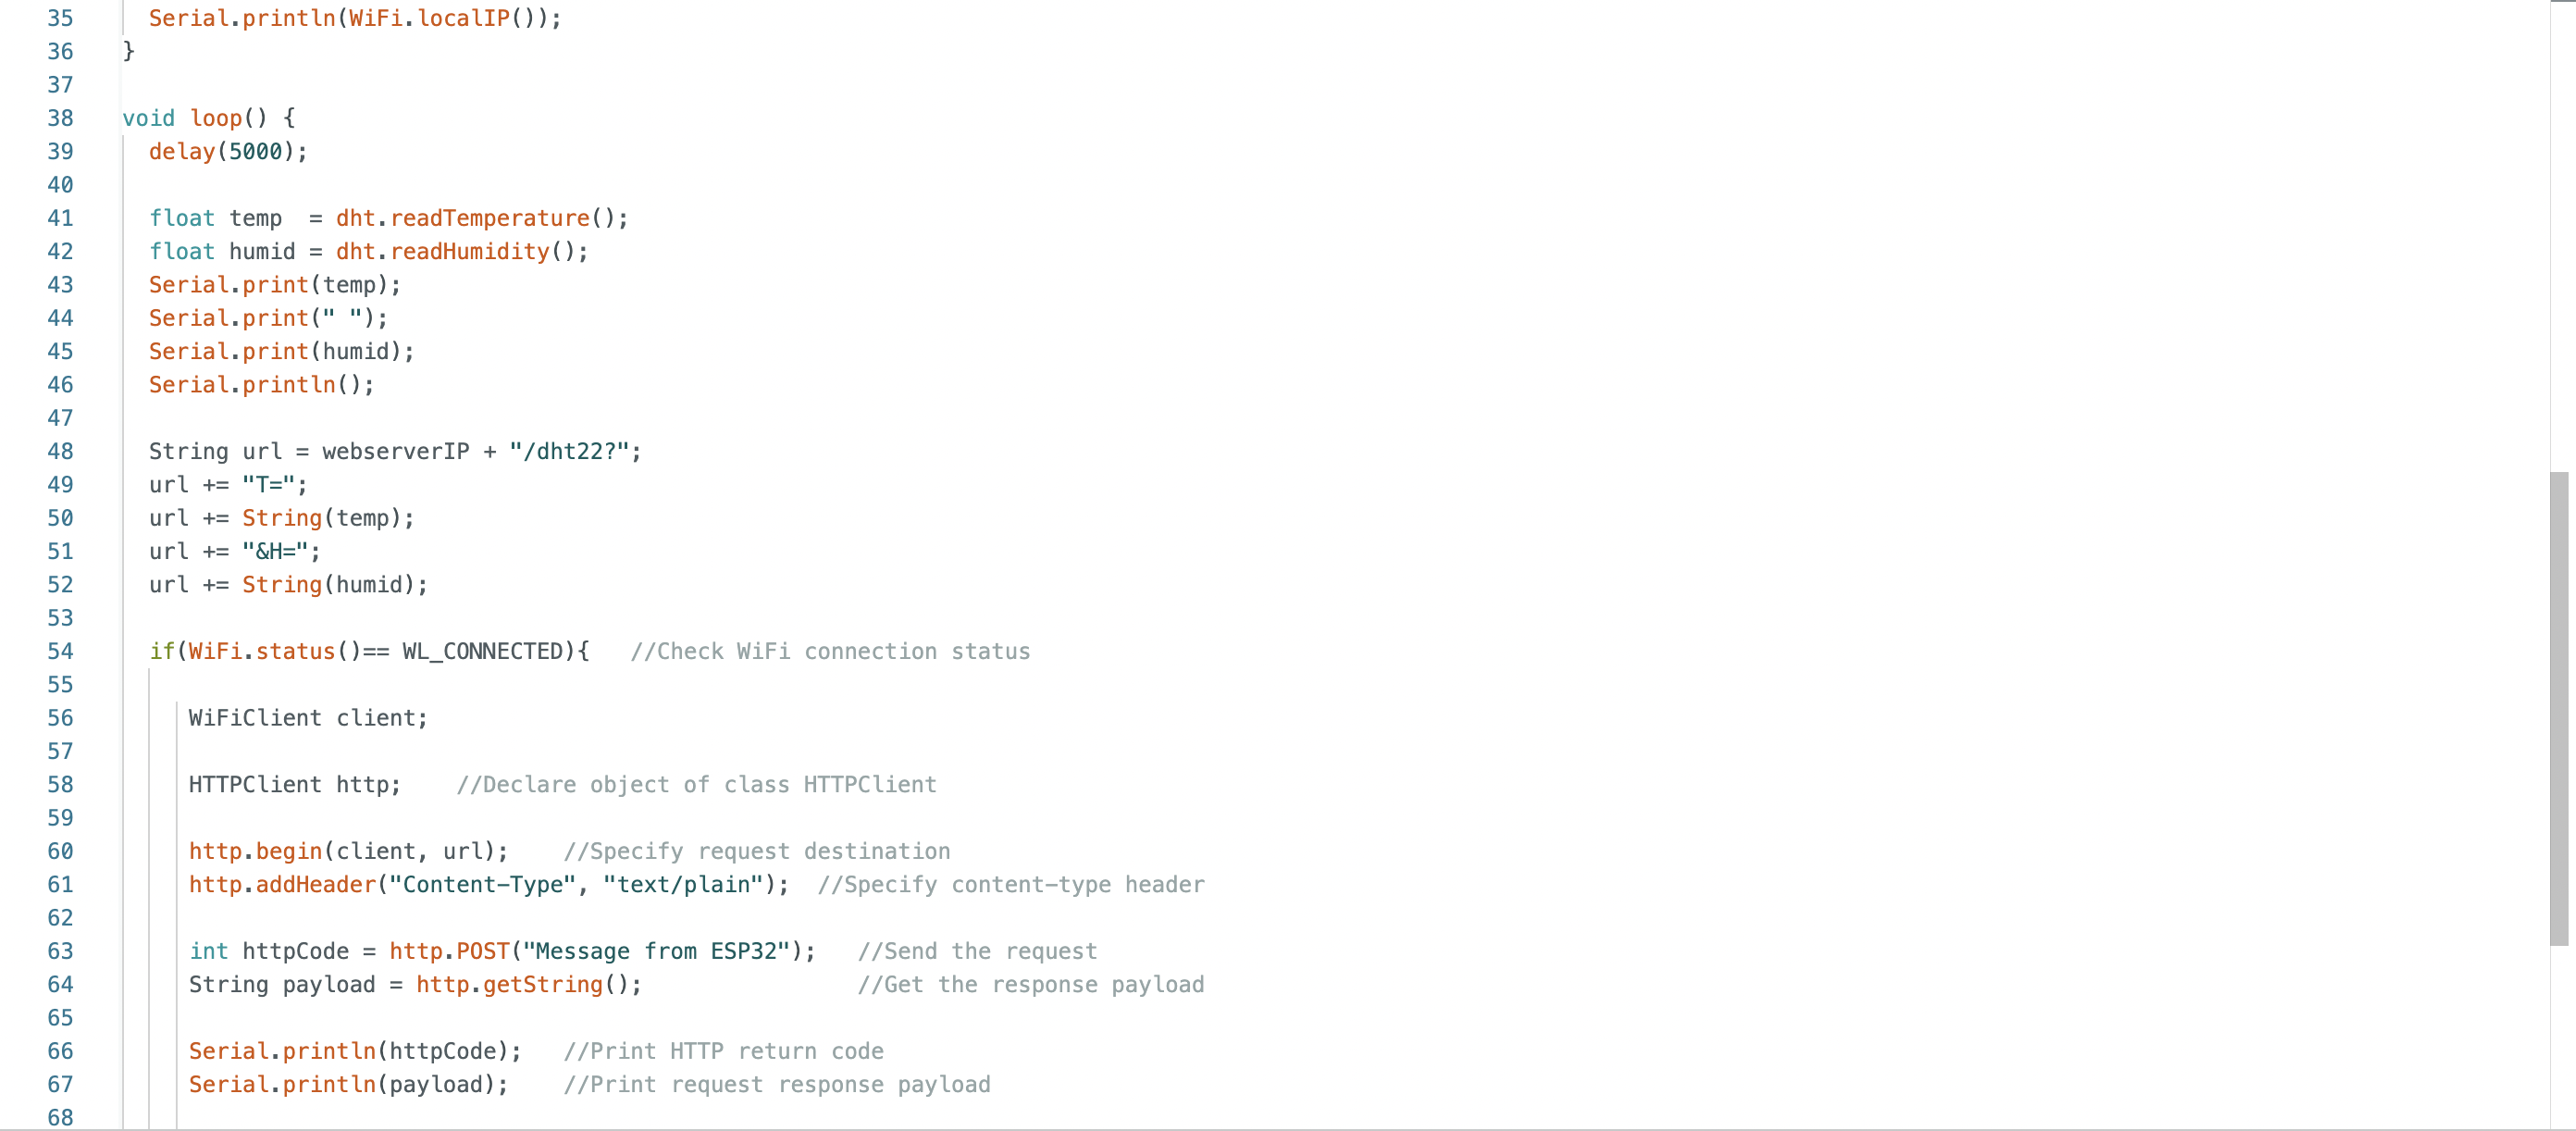 35 Serial.println(WiFi.localIP());
36 }
37
38 void loop() {
39 delay(5000);
40
41 float temp  = dht.readTemperature();
42 float humid = dht.readHumidity();
43 Serial.print(temp);
44 Serial.print(" ");
45 Serial.print(humid);
46 Serial.println();
47
48 String url = webserverIP + "/dht22?";
49 url += "T=";
50 url += String(temp);
51 url += "&H=";
52 url += String(humid);
53
54 if(WiFi.status()== WL_CONNECTED){   //Check WiFi connection status
55
56 WiFiClient client;
57
58 HTTPClient http;    //Declare object of class HTTPClient
59
60 http.begin(client, url);    //Specify request destination
61 http.addHeader("Content-Type", "text/plain");  //Specify content-type header
62
63 int httpCode = http.POST("Message from ESP32");   //Send the request
64 String payload = http.getString();                //Get the response payload
65
66 Serial.println(httpCode);   //Print HTTP return code
67 Serial.println(payload);    //Print request response payload
68